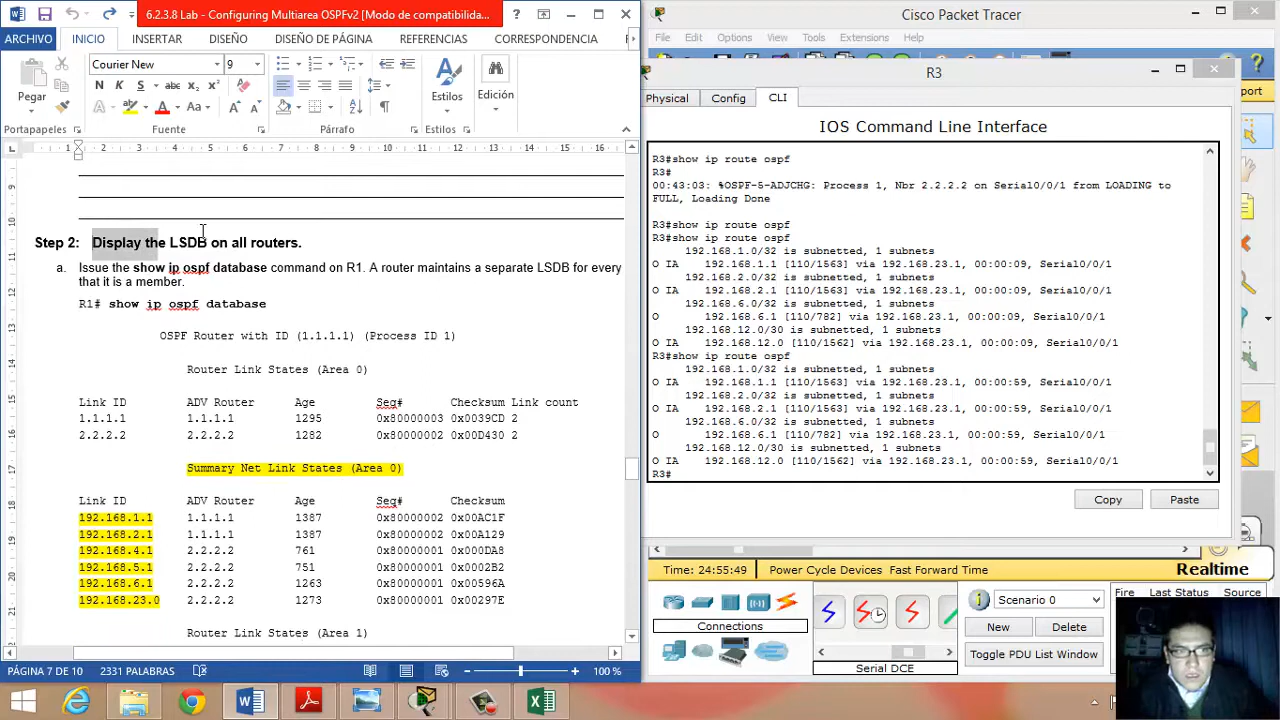 6.2.3.8 Lab - Configuring Multiarea OSPFv2 [Modo de compatibilida...
ARCHIVO INICIO INSERTAR DISEÑO DISEÑO DE PÁGINA REFERENCIAS CORRESPONDENCIA
Courier New 9
Pegar
N K S abc x₂ x²
Estilos Edición
Portapapeles Fuente Párrafo Estilos
1 1 2 3 4 5 6 7 8 9 10 11 12 13 14 15 16
Step 2: Display the LSDB on all routers.
a. Issue the show ip ospf database command on R1. A router maintains a separate LSDB for every
that it is a member.
R1# show ip ospf database
OSPF Router with ID (1.1.1.1) (Process ID 1)
Router Link States (Area 0)
Link ID ADV Router Age Seq# Checksum Link count
1.1.1.1 1.1.1.1 1295 0x80000003 0x0039CD 2
2.2.2.2 2.2.2.2 1282 0x80000002 0x00D430 2
Summary Net Link States (Area 0)
Link ID ADV Router Age Seq# Checksum
192.168.1.1 1.1.1.1 1387 0x80000002 0x00AC1F
192.168.2.1 1.1.1.1 1387 0x80000002 0x00A129
192.168.4.1 2.2.2.2 761 0x80000001 0x000DA8
192.168.5.1 2.2.2.2 751 0x80000001 0x0002B2
192.168.6.1 2.2.2.2 1263 0x80000001 0x00596A
192.168.23.0 2.2.2.2 1273 0x80000001 0x00297E
Router Link States (Area 1)
PÁGINA 7 DE 10 2331 PALABRAS 100 %
Cisco Packet Tracer
File Edit Options View Tools Extensions Help
R3
Physical Config CLI
IOS Command Line Interface
R3#show ip route ospf
R3#
00:43:03: %OSPF-5-ADJCHG: Process 1, Nbr 2.2.2.2 on Serial0/0/1 from LOADING to
FULL, Loading Done
R3#show ip route ospf
R3#show ip route ospf
192.168.1.0/32 is subnetted, 1 subnets
O IA 192.168.1.1 [110/1563] via 192.168.23.1, 00:00:09, Serial0/0/1
192.168.2.0/32 is subnetted, 1 subnets
O IA 192.168.2.1 [110/1563] via 192.168.23.1, 00:00:09, Serial0/0/1
192.168.6.0/32 is subnetted, 1 subnets
O 192.168.6.1 [110/782] via 192.168.23.1, 00:00:09, Serial0/0/1
192.168.12.0/30 is subnetted, 1 subnets
O IA 192.168.12.0 [110/1562] via 192.168.23.1, 00:00:09, Serial0/0/1
R3#show ip route ospf
192.168.1.0/32 is subnetted, 1 subnets
O IA 192.168.1.1 [110/1563] via 192.168.23.1, 00:00:59, Serial0/0/1
192.168.2.0/32 is subnetted, 1 subnets
O IA 192.168.2.1 [110/1563] via 192.168.23.1, 00:00:59, Serial0/0/1
192.168.6.0/32 is subnetted, 1 subnets
O 192.168.6.1 [110/782] via 192.168.23.1, 00:00:59, Serial0/0/1
192.168.12.0/30 is subnetted, 1 subnets
O IA 192.168.12.0 [110/1562] via 192.168.23.1, 00:00:59, Serial0/0/1
R3#
Copy Paste
port
Time: 24:55:49 Power Cycle Devices Fast Forward Time Realtime
Connections
Serial DCE
Scenario 0
New Delete
Toggle PDU List Window
Fire Last Status Source